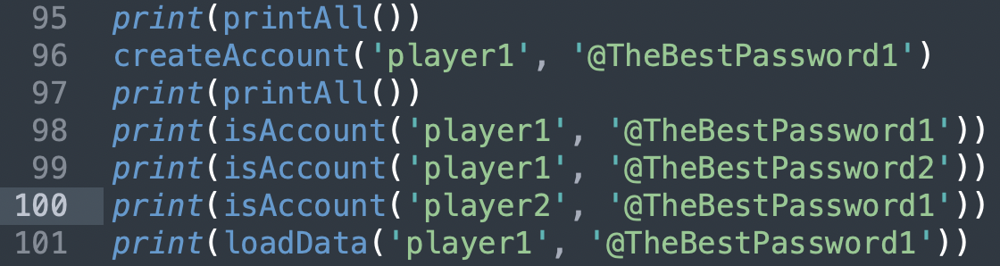 95 print(printAll())
96 createAccount('player1', '@TheBestPassword1')
97 print(printAll())
98 print(isAccount('player1', '@TheBestPassword1'))
99 print(isAccount('player1', '@TheBestPassword2'))
100 print(isAccount('player2', '@TheBestPassword1'))
101 print(loadData('player1', '@TheBestPassword1'))